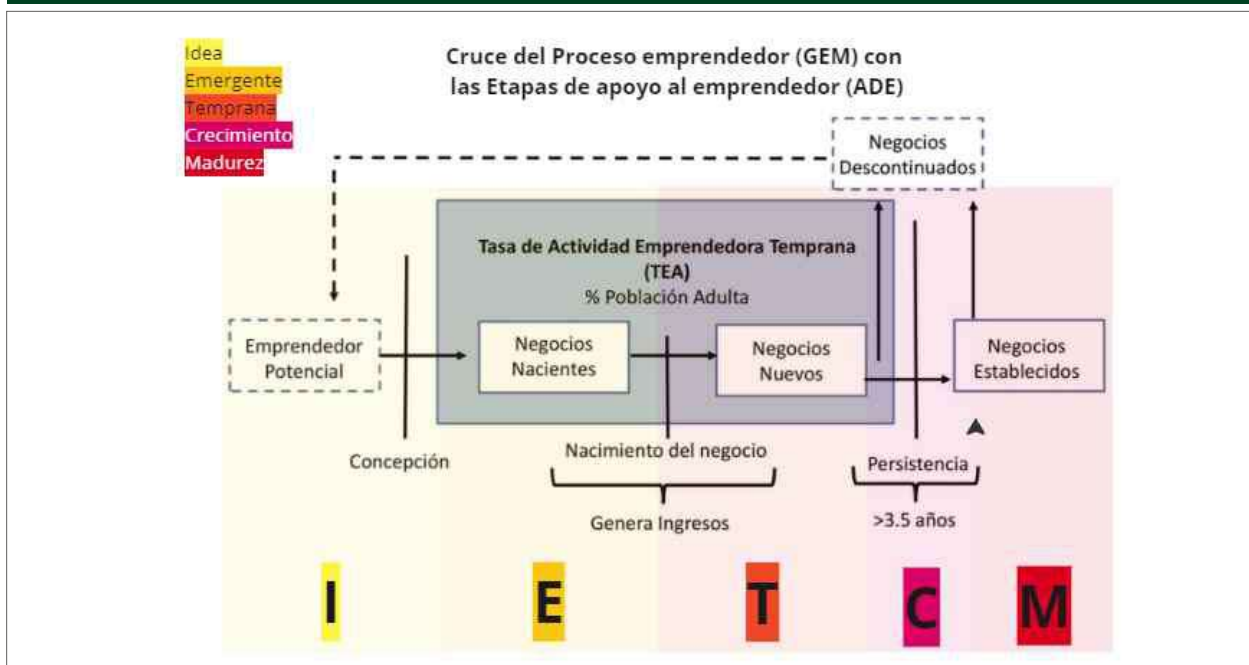 Idea
Emergente
Temprana
Crecimiento
Madurez
Cruce del Proceso emprendedor (GEM) con
las Etapas de apoyo al emprendedor (ADE)
Negocios
Descontinuados
Tasa de Actividad Emprendedora Temprana
(TEA)
% Población Adulta
Emprendedor
Potencial
Negocios
Nacientes
Negocios
Nuevos
Negocios
Establecidos
Concepción
Nacimiento del negocio
Persistencia
Genera Ingresos
>3.5 años
I
E
T
C
M